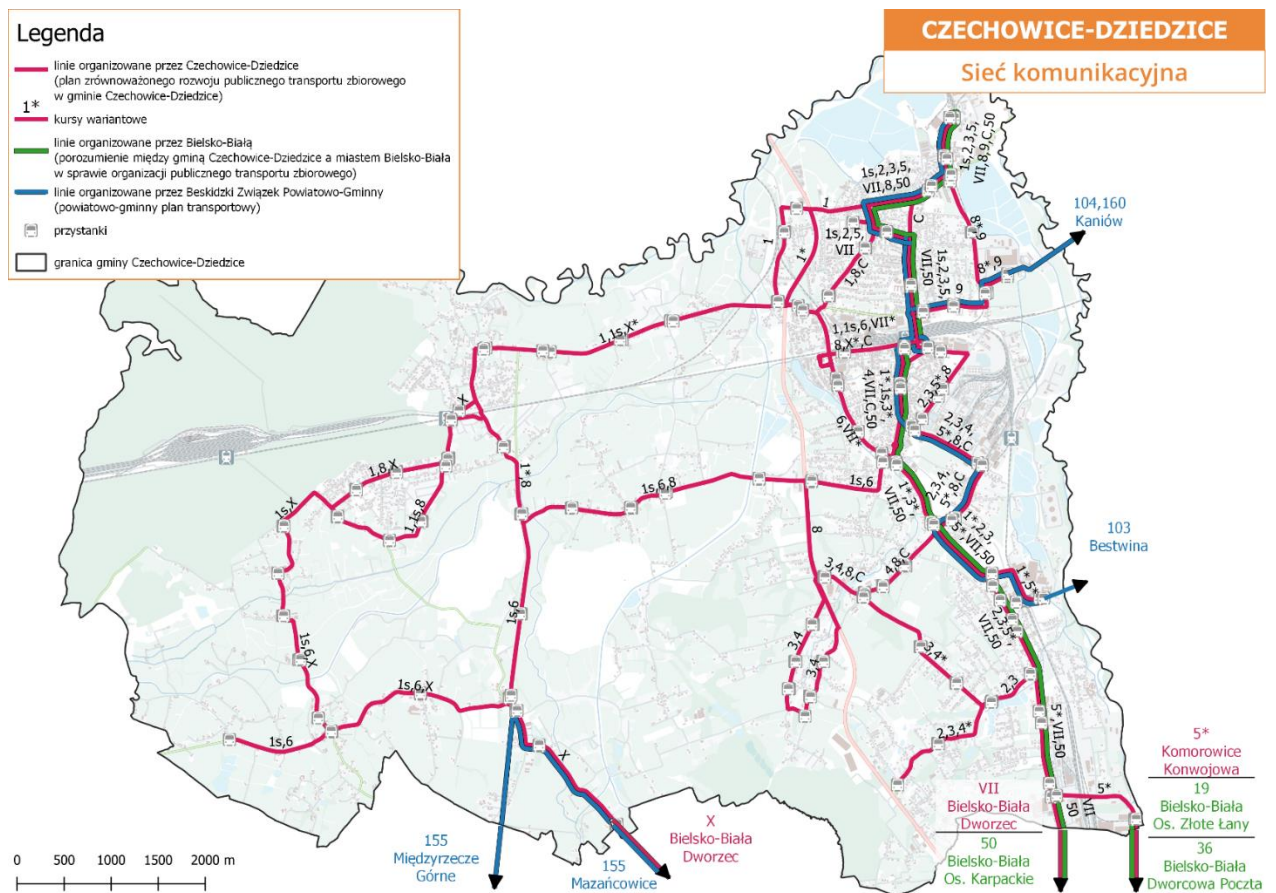 Legenda
linie organizowane przez Czechowice-Dziedzice
(plan zrównoważonego rozwoju publicznego transportu zbiorowego
w gminie Czechowice-Dziedzice)
1*
kursy wariantowe
linie organizowane przez Bielsko-Białą
(porozumienie między gminą Czechowice-Dziedzice a miastem Bielsko-Biała
w sprawie organizacji publicznego transportu zbiorowego)
linie organizowane przez Beskidzki Związek Powiatowo-Gminny
(powiatowo-gminny plan transportowy)
przystanki
granica gminy Czechowice-Dziedzice
CZECHOWICE-DZIEDZICE
Sieć komunikacyjna
1s,2,3,5,
VII,8,9,C,50
1s,2,3,5,
VII,8,50
104,160
Kaniów
1
1
1*
1s,2,5,
VII
C
8*,9
8*,9
1,8,C
1s,2,3,5,
VII,50
9
1,1s,X*
1,1s,6,VII*
8,X*,C
1*,1s,3*
4,VII,C,50
2,3,5*,8
X
6,VII*
2,3,4,
5*,8,C
1,8,X
1*,8
1s,6,8
1s,6
1*,3*,
VII,50
2,3,4,
5*,8,C
1s,X
1,1s,8
8
1*,2,3,
5*,VII,50
103
Bestwina
3,4,8,C
4,8,C
1*,5*
1s,6
2,3,5*,
VII,50
1s,6,X
3,4
3,4
3,4*
2,3
1s,6,X
1s,6
2,3,4*
5*,VII,50
X
5*
Komorowice
Konwojowa
VII
Bielsko-Biała
Dworzec
VII
50
5*
19
Bielsko-Biała
Os. Złote Łany
X
Bielsko-Biała
Dworzec
155
Międzyrzecze
Górne
155
Mazańcowice
50
Bielsko-Biała
Os. Karpackie
36
Bielsko-Biała
Dworcowa Poczta
0 500 1000 1500 2000 m